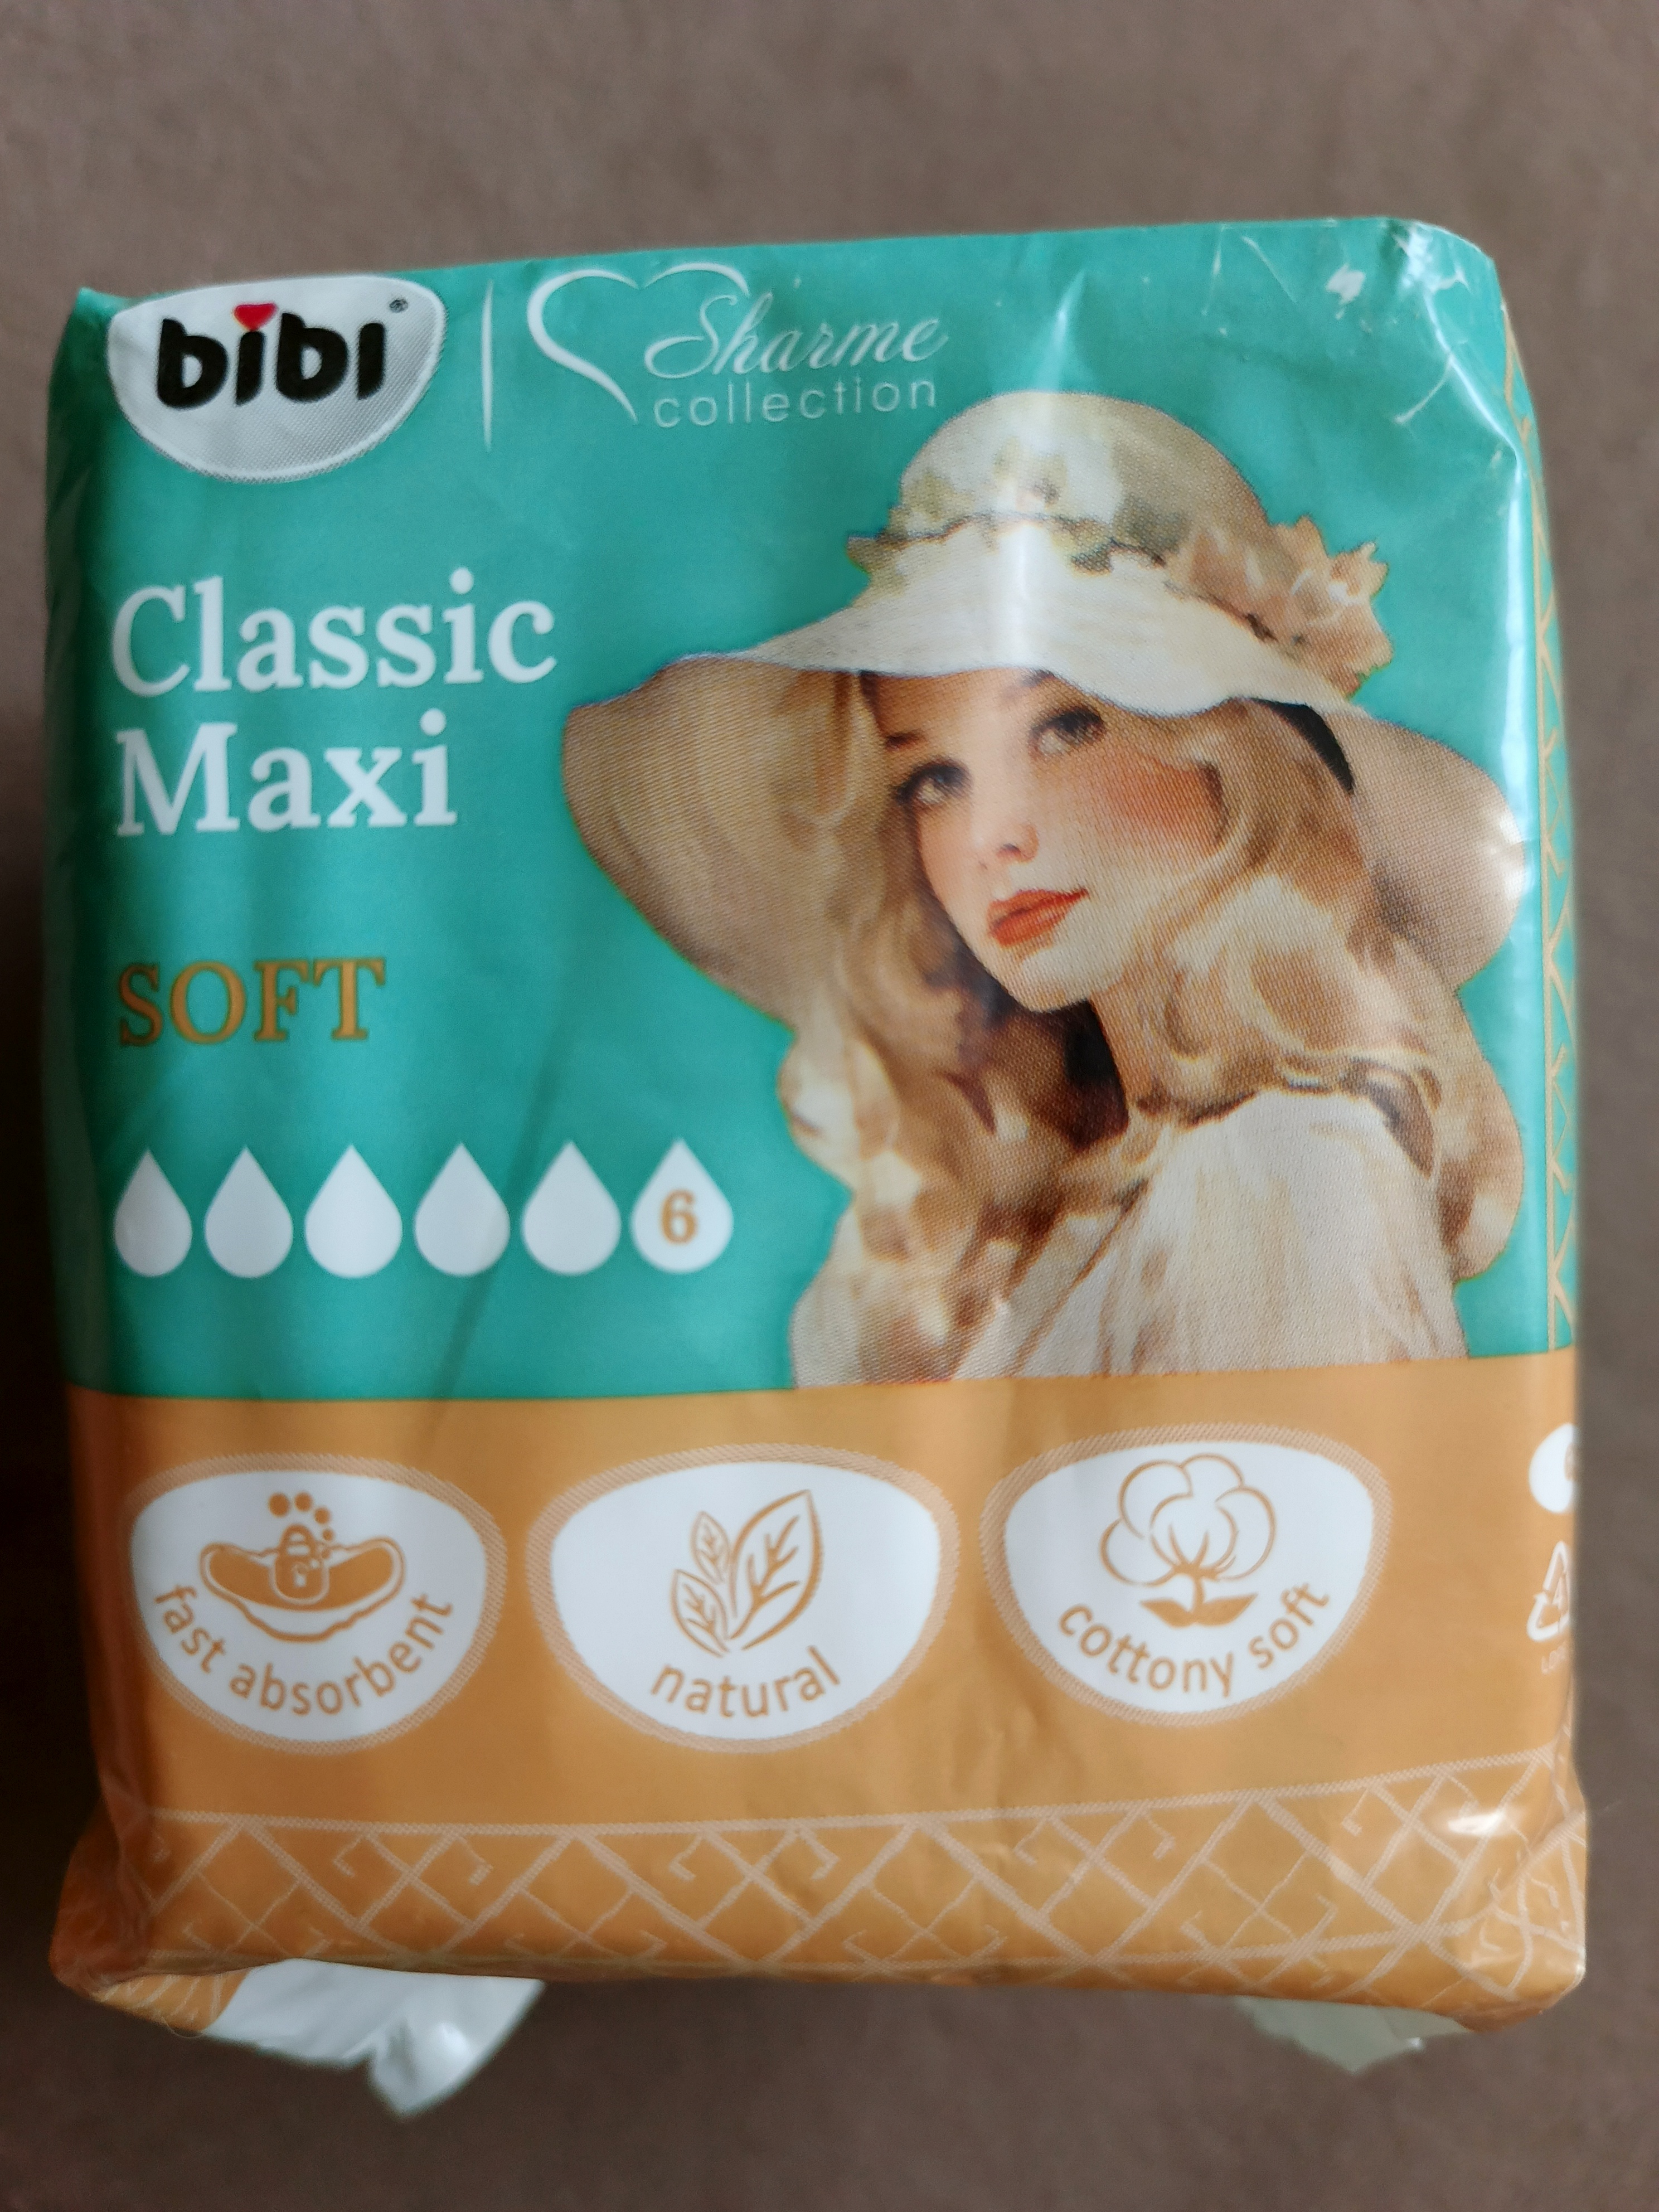 bibi®
Sharme
collection
Classic
Maxi
SOFT
6
fast absorbent
natural
cottony soft